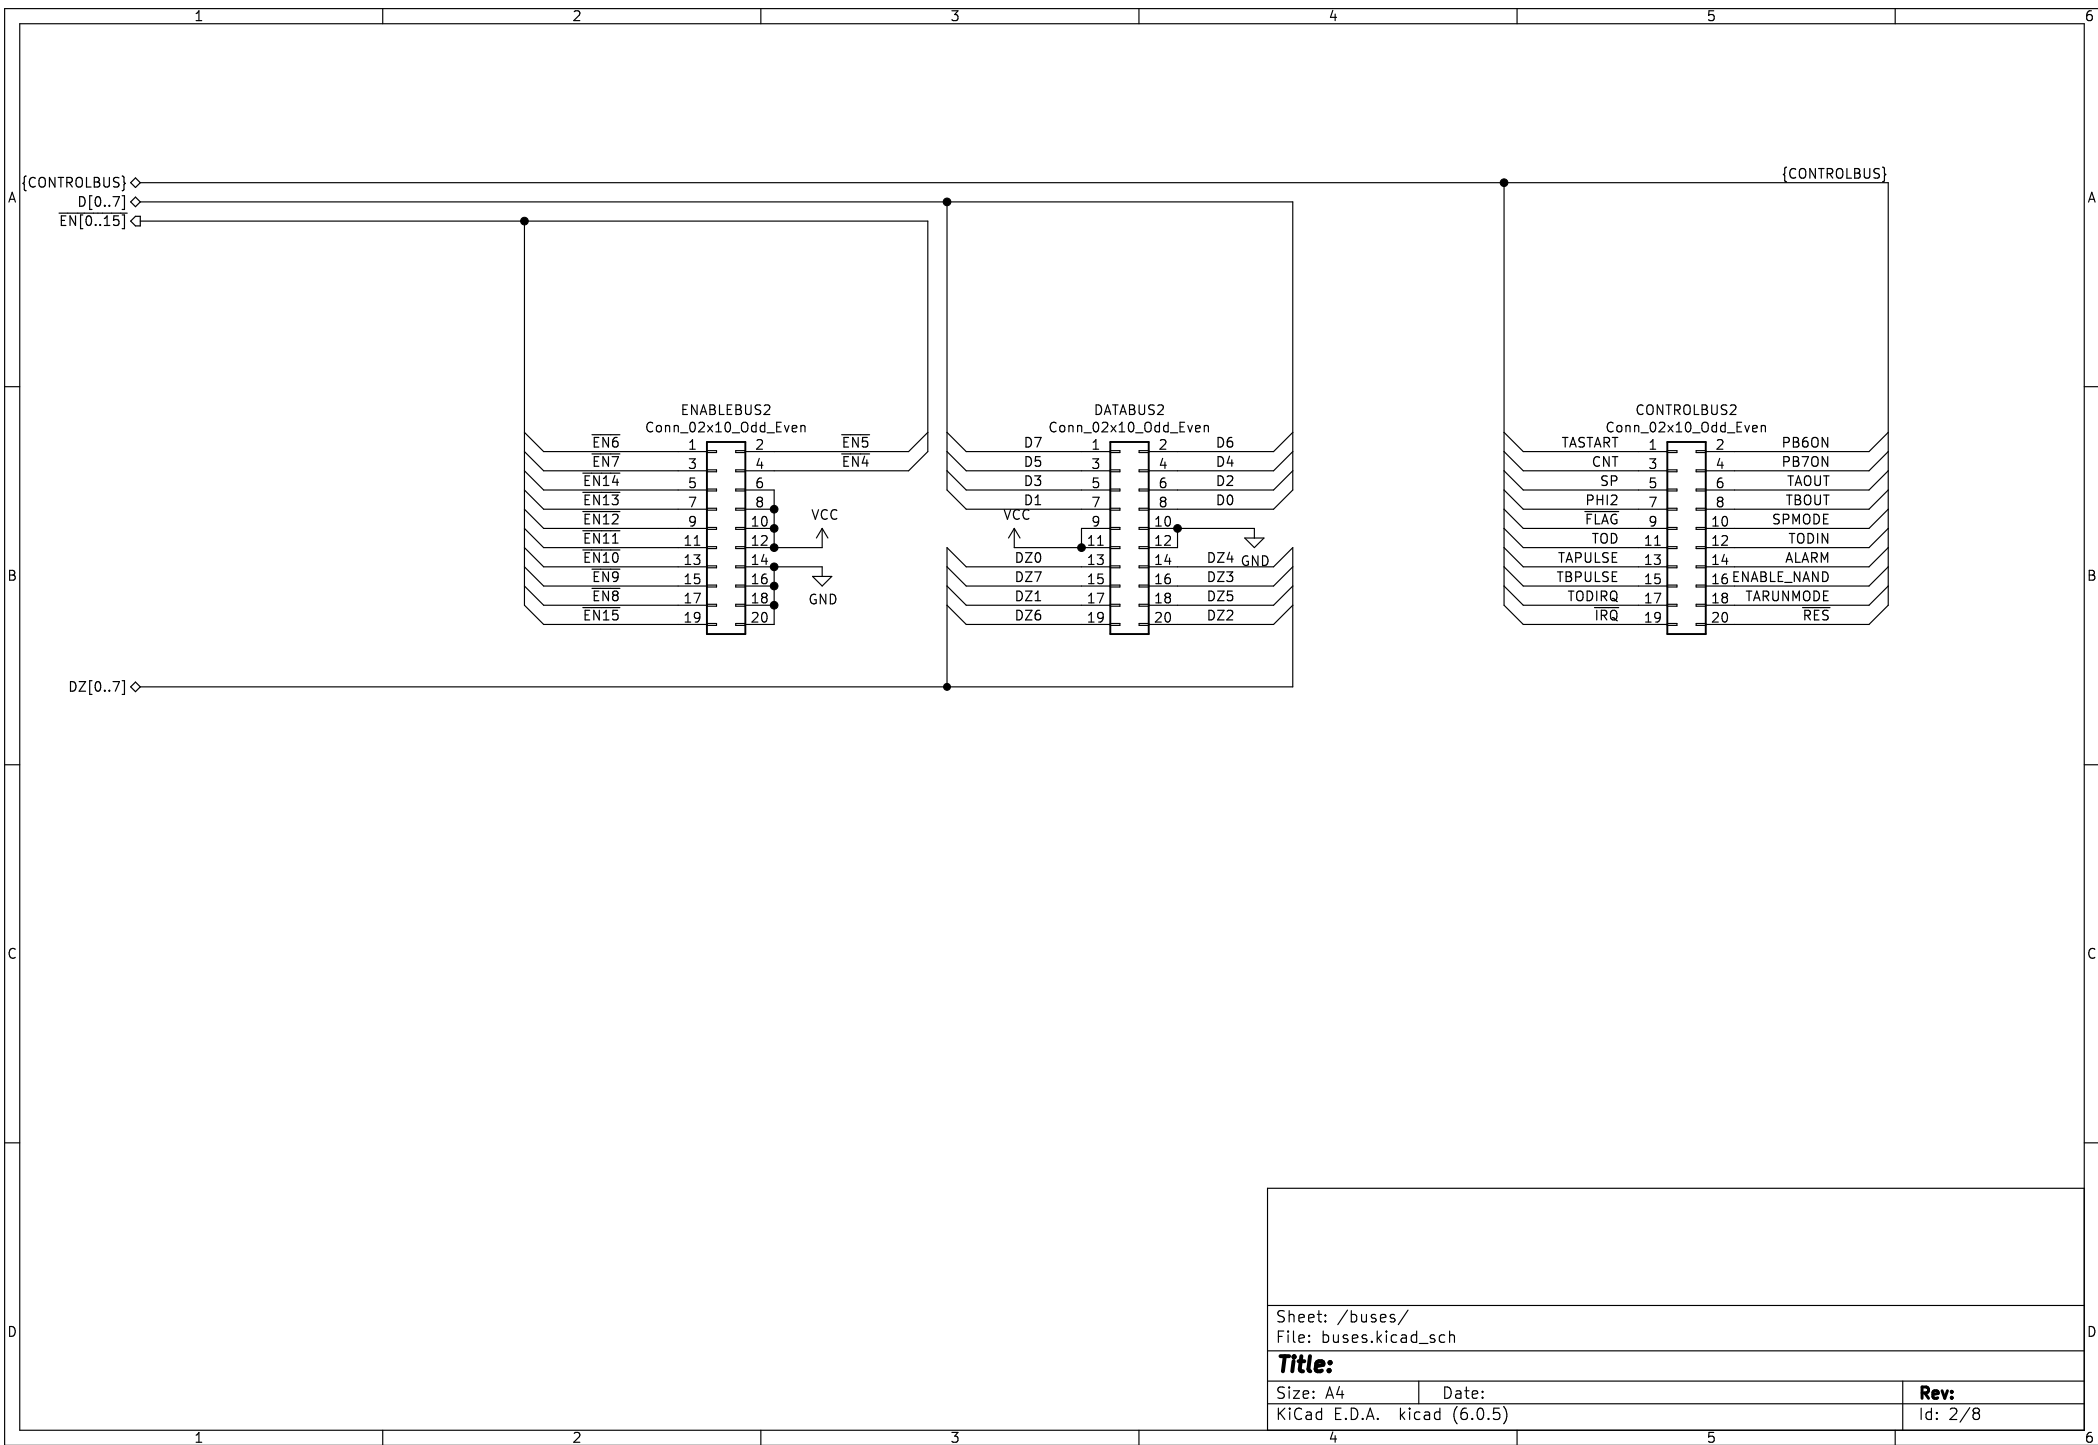 1 2 3 4 5 6
{CONTROLBUS} {CONTROLBUS}
A D[0..7] A
EN[0..15]
ENABLEBUS2 DATABUS2 CONTROLBUS2
Conn_02x10_Odd_Even Conn_02x10_Odd_Even Conn_02x10_Odd_Even
EN6 1 2 EN5 D7 1 2 D6 TASTART 1 2 PB6ON
EN7 3 4 EN4 D5 3 4 D4 CNT 3 4 PB7ON
EN14 5 6 D3 5 6 D2 SP 5 6 TAOUT
EN13 7 8 D1 7 8 D0 PHI2 7 8 TBOUT
EN12 9 10 VCC VCC 9 10 FLAG 9 10 SPMODE
EN11 11 12 11 12 TOD 11 12 TODIN
EN10 13 14 DZ0 13 14 DZ4 GND TAPULSE 13 14 ALARM
B EN9 15 16 DZ7 15 16 DZ3 TBPULSE 15 16 ENABLE_NAND B
EN8 17 18 GND DZ1 17 18 DZ5 TODIRQ 17 18 TARUNMODE
EN15 19 20 DZ6 19 20 DZ2 IRQ 19 20 RES
DZ[0..7]
C C
Sheet: /buses/
D File: buses.kicad_sch D
Title:
Size: A4 Date: Rev:
KiCad E.D.A. kicad (6.0.5) Id: 2/8
1 2 3 4 5 6